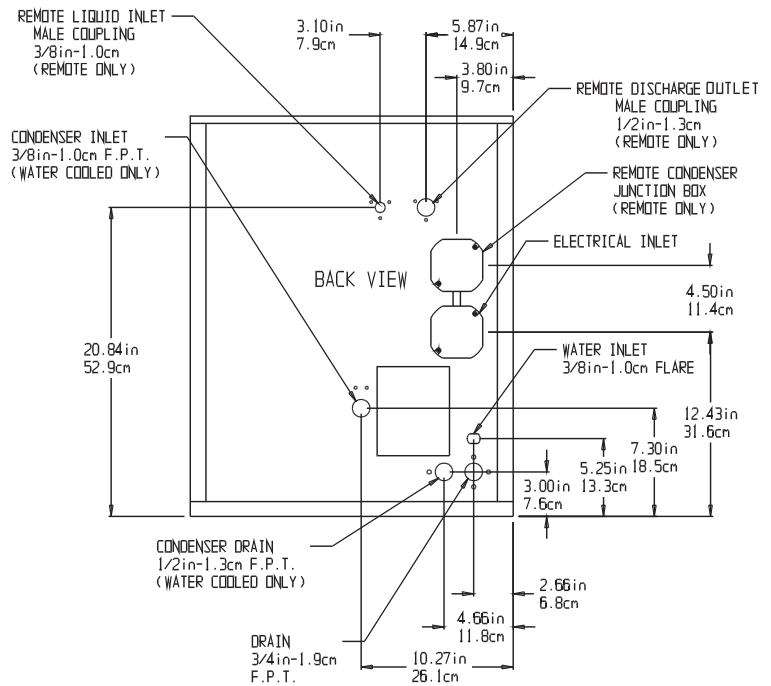 REMOTE LIQUID INLET
MALE COUPLING
3/8in-1.0cm
(REMOTE ONLY)
3.10in
7.9cm
5.87in
14.9cm
3.80in
9.7cm
REMOTE DISCHARGE OUTLET
MALE COUPLING
1/2in-1.3cm
(REMOTE ONLY)
CONDENSER INLET
3/8in-1.0cm F.P.T.
(WATER COOLED ONLY)
REMOTE CONDENSER
JUNCTION BOX
(REMOTE ONLY)
ELECTRICAL INLET
BACK VIEW
4.50in
11.4cm
20.84in
52.9cm
WATER INLET
3/8in-1.0cm FLARE
12.43in
31.6cm
7.30in
18.5cm
5.25in
13.3cm
3.00in
7.6cm
CONDENSER DRAIN
1/2in-1.3cm F.P.T.
(WATER COOLED ONLY)
2.66in
6.8cm
4.66in
11.8cm
DRAIN
3/4in-1.9cm
F.P.T.
10.27in
26.1cm